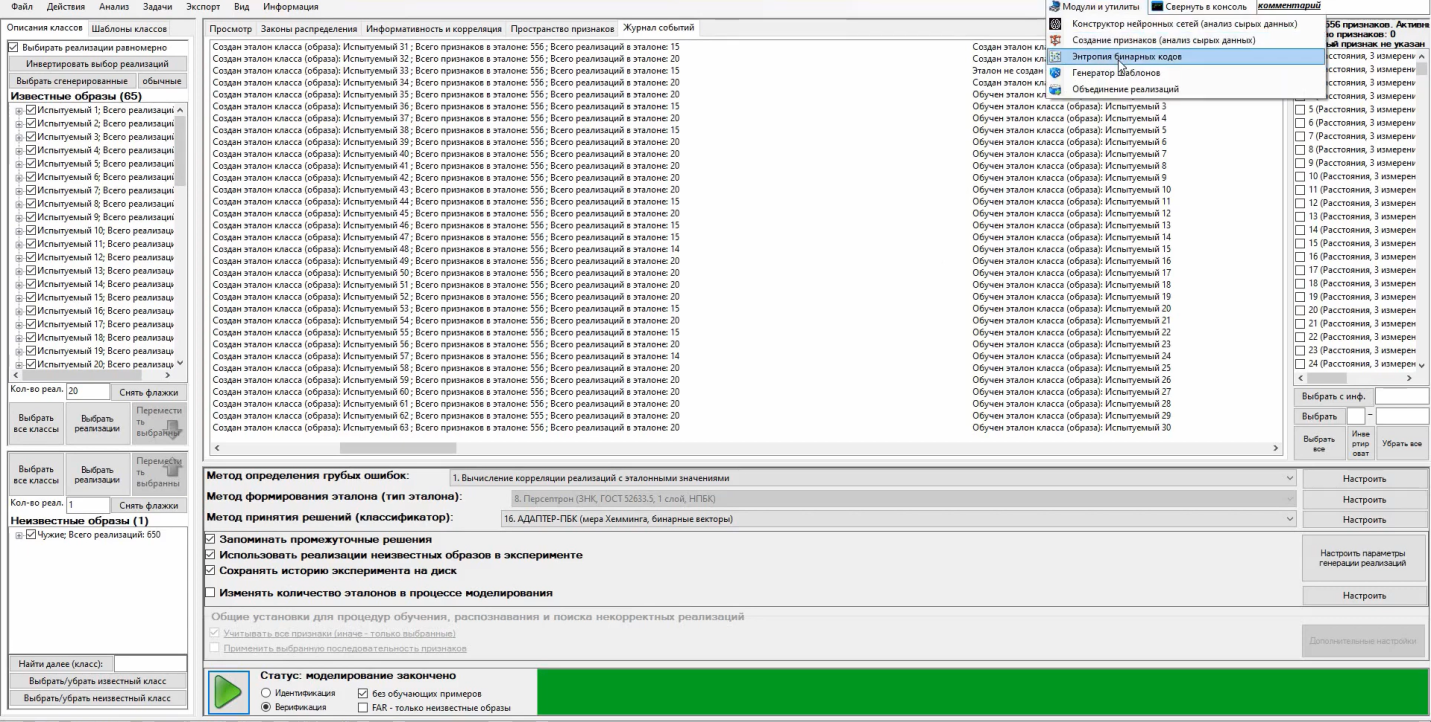 Файл Действия Анализ Задачи Экспорт Вид Информация
Модули и утилиты Свернуть в консоль комментарий
Конструктор нейронных сетей (анализ сырых данных)
Создание признаков (анализ сырых данных)
Энтропия бинарных кодов
Генератор шаблонов
Объединение реализаций
Описания классов Шаблоны классов
Выбирать реализации равномерно
Инвертировать выбор реализаций
Выбрать сгенерированные обычные
Известные образы (65)
Испытуемый 1; Всего реализаци
Испытуемый 2; Всего реализаци
Испытуемый 3; Всего реализаци
Испытуемый 4; Всего реализаци
Испытуемый 5; Всего реализаци
Испытуемый 6; Всего реализаци
Испытуемый 7; Всего реализаци
Испытуемый 8; Всего реализаци
Испытуемый 9; Всего реализаци
Испытуемый 10; Всего реализац
Испытуемый 11; Всего реализац
Испытуемый 12; Всего реализац
Испытуемый 13; Всего реализац
Испытуемый 14; Всего реализац
Испытуемый 15; Всего реализац
Испытуемый 16; Всего реализац
Испытуемый 17; Всего реализац
Испытуемый 18; Всего реализац
Испытуемый 19; Всего реализац
Испытуемый 20; Всего реализац
Кол-во реал. 20 Снять флажки
Выбрать все классы
Выбрать реализации
Перемести ть выбранны
Выбрать все классы
Выбрать реализации
Перемести ть выбранны
Кол-во реал. 1 Снять флажки
Неизвестные образы (1)
Чужие; Всего реализаций: 650
Найти далее (класс):
Выбрать/убрать известный класс
Выбрать/убрать неизвестный класс
Просмотр Законы распределения Информативность и корреляция Пространство признаков Журнал событий
Создан эталон класса (образа): Испытуемый 31 ; Всего признаков в эталоне: 556 ; Всего реализаций в эталоне: 15
Создан эталон класса (образа): Испытуемый 32 ; Всего признаков в эталоне: 556 ; Всего реализаций в эталоне: 20
Создан эталон класса (образа): Испытуемый 33 ; Всего признаков в эталоне: 556 ; Всего реализаций в эталоне: 15
Создан эталон класса (образа): Испытуемый 34 ; Всего признаков в эталоне: 556 ; Всего реализаций в эталоне: 20
Создан эталон класса (образа): Испытуемый 35 ; Всего признаков в эталоне: 556 ; Всего реализаций в эталоне: 20
Создан эталон класса (образа): Испытуемый 36 ; Всего признаков в эталоне: 556 ; Всего реализаций в эталоне: 15
Создан эталон класса (образа): Испытуемый 37 ; Всего признаков в эталоне: 556 ; Всего реализаций в эталоне: 20
Создан эталон класса (образа): Испытуемый 38 ; Всего признаков в эталоне: 556 ; Всего реализаций в эталоне: 15
Создан эталон класса (образа): Испытуемый 39 ; Всего признаков в эталоне: 556 ; Всего реализаций в эталоне: 20
Создан эталон класса (образа): Испытуемый 40 ; Всего признаков в эталоне: 556 ; Всего реализаций в эталоне: 20
Создан эталон класса (образа): Испытуемый 41 ; Всего признаков в эталоне: 556 ; Всего реализаций в эталоне: 20
Создан эталон класса (образа): Испытуемый 42 ; Всего признаков в эталоне: 556 ; Всего реализаций в эталоне: 20
Создан эталон класса (образа): Испытуемый 43 ; Всего признаков в эталоне: 556 ; Всего реализаций в эталоне: 20
Создан эталон класса (образа): Испытуемый 44 ; Всего признаков в эталоне: 556 ; Всего реализаций в эталоне: 15
Создан эталон класса (образа): Испытуемый 45 ; Всего признаков в эталоне: 556 ; Всего реализаций в эталоне: 20
Создан эталон класса (образа): Испытуемый 46 ; Всего признаков в эталоне: 556 ; Всего реализаций в эталоне: 15
Создан эталон класса (образа): Испытуемый 47 ; Всего признаков в эталоне: 556 ; Всего реализаций в эталоне: 15
Создан эталон класса (образа): Испытуемый 48 ; Всего признаков в эталоне: 556 ; Всего реализаций в эталоне: 14
Создан эталон класса (образа): Испытуемый 49 ; Всего признаков в эталоне: 556 ; Всего реализаций в эталоне: 20
Создан эталон класса (образа): Испытуемый 50 ; Всего признаков в эталоне: 556 ; Всего реализаций в эталоне: 20
Создан эталон класса (образа): Испытуемый 51 ; Всего признаков в эталоне: 556 ; Всего реализаций в эталоне: 20
Создан эталон класса (образа): Испытуемый 52 ; Всего признаков в эталоне: 556 ; Всего реализаций в эталоне: 20
Создан эталон класса (образа): Испытуемый 53 ; Всего признаков в эталоне: 556 ; Всего реализаций в эталоне: 15
Создан эталон класса (образа): Испытуемый 54 ; Всего признаков в эталоне: 556 ; Всего реализаций в эталоне: 20
Создан эталон класса (образа): Испытуемый 55 ; Всего признаков в эталоне: 556 ; Всего реализаций в эталоне: 15
Создан эталон класса (образа): Испытуемый 56 ; Всего признаков в эталоне: 556 ; Всего реализаций в эталоне: 20
Создан эталон класса (образа): Испытуемый 57 ; Всего признаков в эталоне: 556 ; Всего реализаций в эталоне: 14
Создан эталон класса (образа): Испытуемый 58 ; Всего признаков в эталоне: 556 ; Всего реализаций в эталоне: 20
Создан эталон класса (образа): Испытуемый 59 ; Всего признаков в эталоне: 556 ; Всего реализаций в эталоне: 20
Создан эталон класса (образа): Испытуемый 60 ; Всего признаков в эталоне: 556 ; Всего реализаций в эталоне: 20
Создан эталон класса (образа): Испытуемый 61 ; Всего признаков в эталоне: 556 ; Всего реализаций в эталоне: 20
Создан эталон класса (образа): Испытуемый 62 ; Всего признаков в эталоне: 555 ; Всего реализаций в эталоне: 20
Создан эталон класса (образа): Испытуемый 63 ; Всего признаков в эталоне: 556 ; Всего реализаций в эталоне: 20
Создан эталон кл
Создан эталон кл
Эталон не создан
Создан эталон кл
Обучен эталон кл
Обучен эталон класса (образа): Испытуемый 3
Обучен эталон класса (образа): Испытуемый 4
Обучен эталон класса (образа): Испытуемый 5
Обучен эталон класса (образа): Испытуемый 6
Обучен эталон класса (образа): Испытуемый 7
Обучен эталон класса (образа): Испытуемый 8
Обучен эталон класса (образа): Испытуемый 9
Обучен эталон класса (образа): Испытуемый 10
Обучен эталон класса (образа): Испытуемый 11
Обучен эталон класса (образа): Испытуемый 12
Обучен эталон класса (образа): Испытуемый 13
Обучен эталон класса (образа): Испытуемый 14
Обучен эталон класса (образа): Испытуемый 15
Обучен эталон класса (образа): Испытуемый 16
Обучен эталон класса (образа): Испытуемый 17
Обучен эталон класса (образа): Испытуемый 18
Обучен эталон класса (образа): Испытуемый 19
Обучен эталон класса (образа): Испытуемый 20
Обучен эталон класса (образа): Испытуемый 21
Обучен эталон класса (образа): Испытуемый 22
Обучен эталон класса (образа): Испытуемый 23
Обучен эталон класса (образа): Испытуемый 24
Обучен эталон класса (образа): Испытуемый 25
Обучен эталон класса (образа): Испытуемый 26
Обучен эталон класса (образа): Испытуемый 27
Обучен эталон класса (образа): Испытуемый 28
Обучен эталон класса (образа): Испытуемый 29
Обучен эталон класса (образа): Испытуемый 30
556 признаков. Активн
о признаков: 0
ый признак не указан
сстояния, 3 измерени
сстояния, 3 измерени
сстояния, 3 измерени
сстояния, 3 измерени
5 (Расстояния, 3 измерени
6 (Расстояния, 3 измерени
7 (Расстояния, 3 измерени
8 (Расстояния, 3 измерени
9 (Расстояния, 3 измерени
10 (Расстояния, 3 измерен
11 (Расстояния, 3 измерен
12 (Расстояния, 3 измерен
13 (Расстояния, 3 измерен
14 (Расстояния, 3 измерен
15 (Расстояния, 3 измерен
16 (Расстояния, 3 измерен
17 (Расстояния, 3 измерен
18 (Расстояния, 3 измерен
19 (Расстояния, 3 измерен
20 (Расстояния, 3 измерен
21 (Расстояния, 3 измерен
22 (Расстояния, 3 измерен
23 (Расстояния, 3 измерен
24 (Расстояния, 3 измерен
Выбрать с инф.
Выбрать –
Выбрать все
Инве ртир оват
Убрать все
Метод определения грубых ошибок: 1. Вычисление корреляции реализаций с эталонными значениями Настроить
Метод формирования эталона (тип эталона): 8. Персептрон (ЗНК, ГОСТ 52633.5, 1 слой, НПБК) Настроить
Метод принятия решений (классификатор): 16. АДАПТЕР-ПБК (мера Хемминга, бинарные векторы) Настроить
Запоминать промежуточные решения
Использовать реализации неизвестных образов в эксперименте
Сохранять историю эксперимента на диск
Настроить параметры
генерации реализаций
Изменять количество эталонов в процессе моделирования Настроить
Общие установки для процедур обучения, распознавания и поиска некорректных реализаций
Учитывать все признаки (иначе - только выбранные)
Применить выбранную последовательность признаков
Дополнительные настройки
Статус: моделирование закончено
Идентификация без обучающих примеров
Верификация FAR - только неизвестные образы